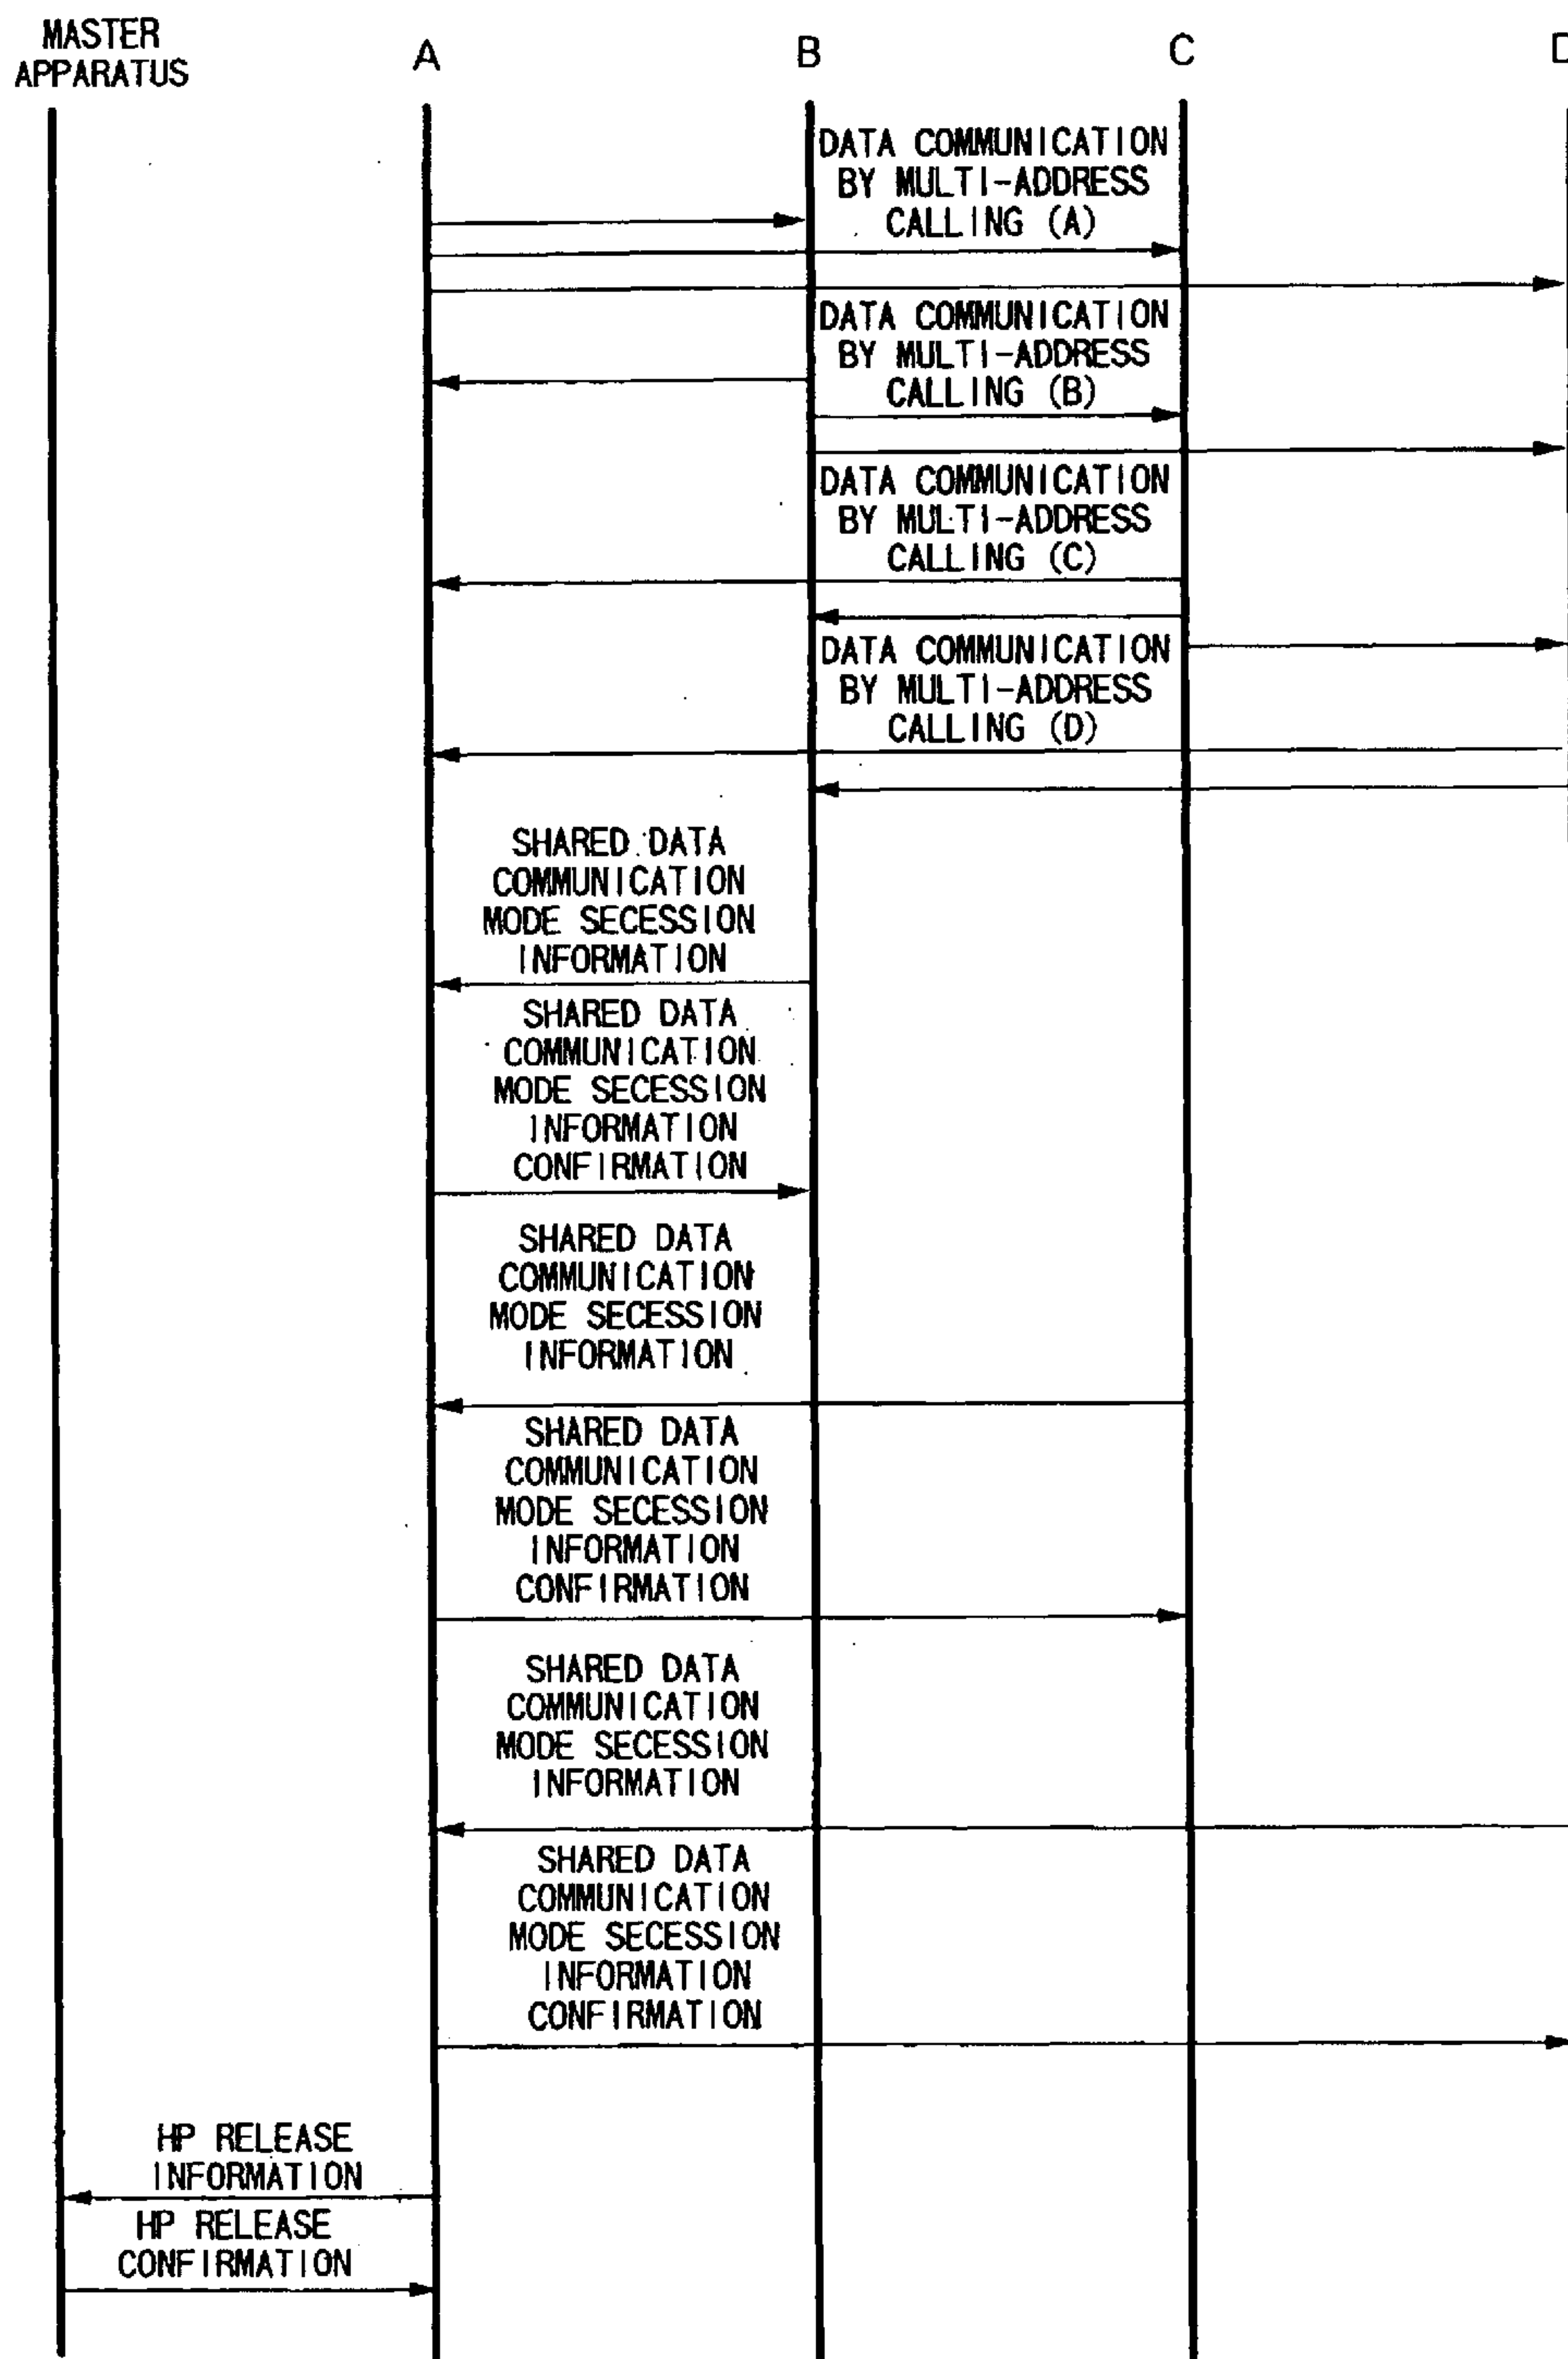 MASTER
APPARATUS
A
B
C
DATA COMMUNICATION
BY MULTI-ADDRESS
CALLING (A)
DATA COMMUNICATION
BY MULTI-ADDRESS
CALLING (B)
DATA COMMUNICATION
BY MULTI-ADDRESS
CALLING (C)
DATA COMMUNICATION
BY MULTI-ADDRESS
CALLING (D)
SHARED DATA
COMMUNICATION
MODE SECESSION
INFORMATION
SHARED DATA
COMMUNICATION
MODE SECESSION
INFORMATION
CONFIRMATION
SHARED DATA
COMMUNICATION
MODE SECESSION
INFORMATION
SHARED DATA
COMMUNICATION
MODE SECESSION
INFORMATION
CONFIRMATION
SHARED DATA
COMMUNICATION
MODE SECESSION
INFORMATION
SHARED DATA
COMMUNICATION
MODE SECESSION
INFORMATION
CONFIRMATION
HP RELEASE
INFORMATION
HP RELEASE
CONFIRMATION